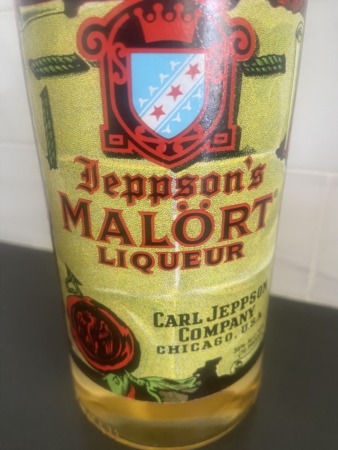 Jeppson's
MALÖRT
LIQUEUR
CARL JEPPSON
COMPANY
CHICAGO, U.S.A.